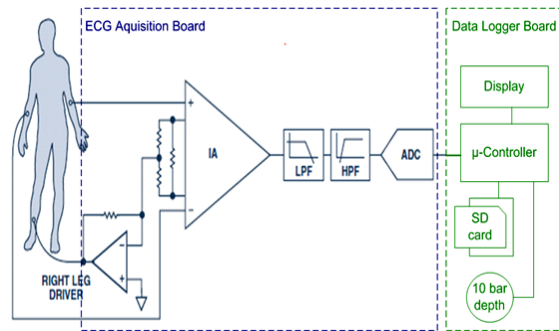 ECG Aquisition Board
Data Logger Board
Display
+
IA
-
LPF
HPF
ADC
µ-Controller
SD
card
10 bar
depth
-
+
RIGHT LEG
DRIVER